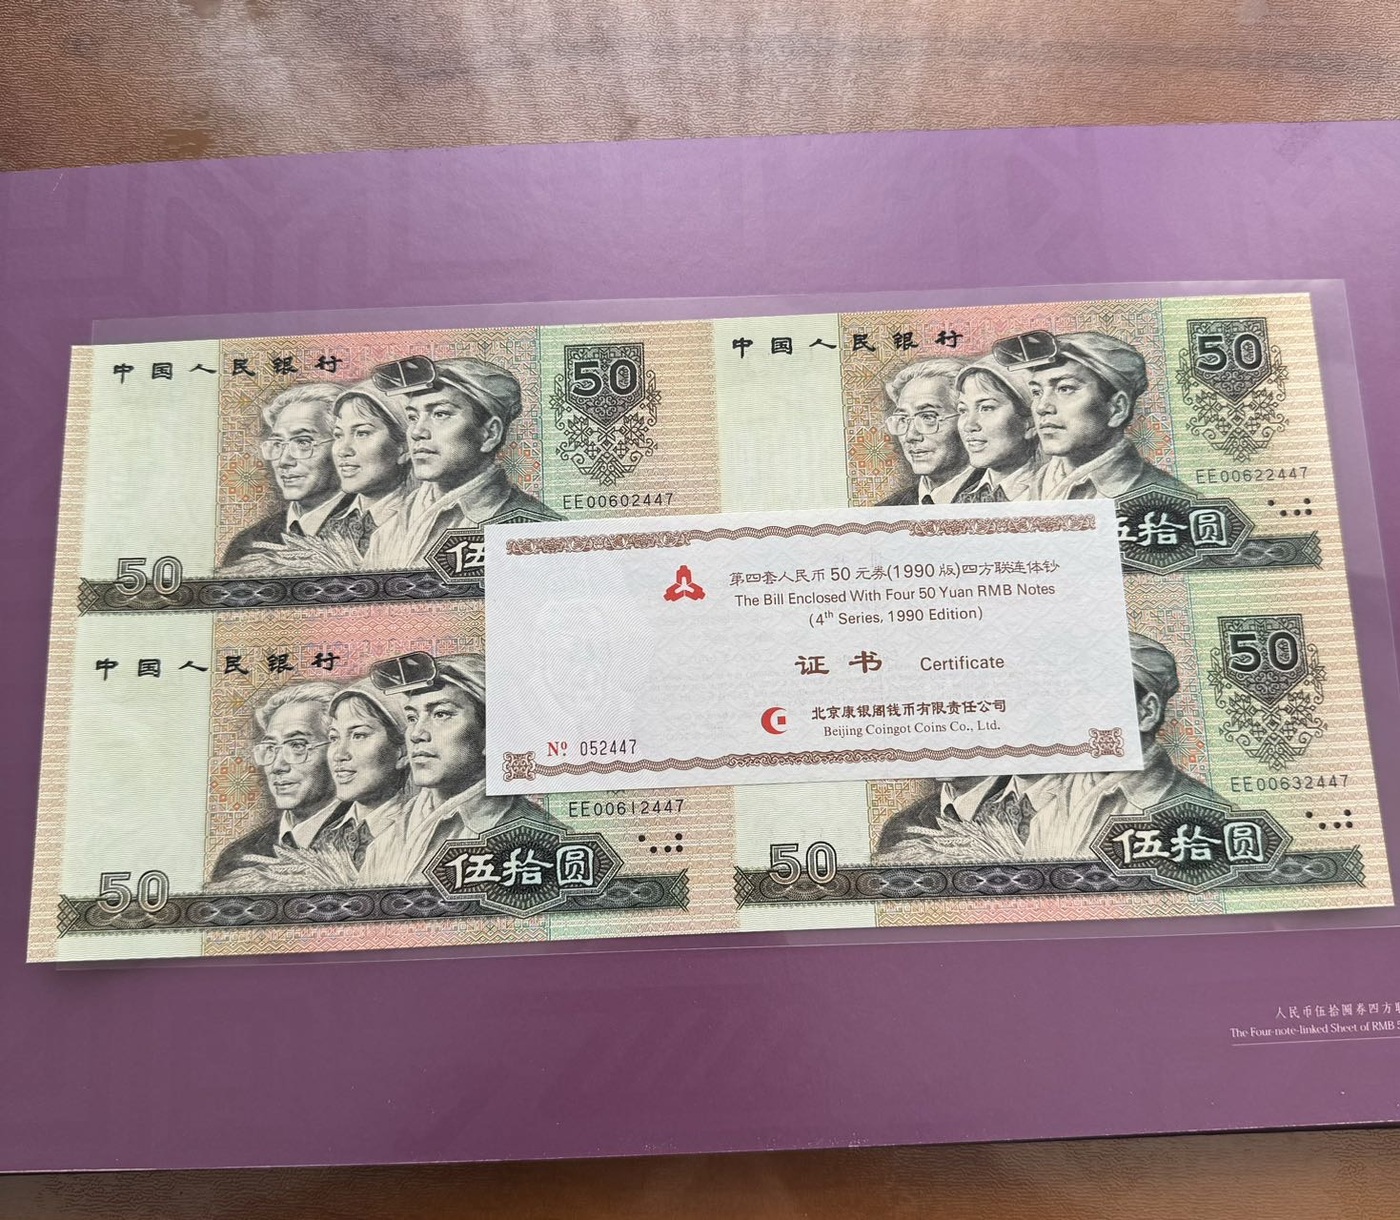 中国人民银行
50
EE00602447
50
伍
中国人民银行
50
EE00622447
伍拾圆
第四套人民币 50 元券(1990 版)四方联连体钞
The Bill Enclosed With Four 50 Yuan RMB Notes
(4th Series, 1990 Edition)
证书 Certificate
北京康银阁钱币有限责任公司
Beijing Coingot Coins Co., Ltd.
Nº 052447
中国人民银行
EE00612447
50
伍拾圆
50
EE00632447
50
伍拾圆
人民币伍拾圆券四方联
The Four-note-linked Sheet of RMB 5